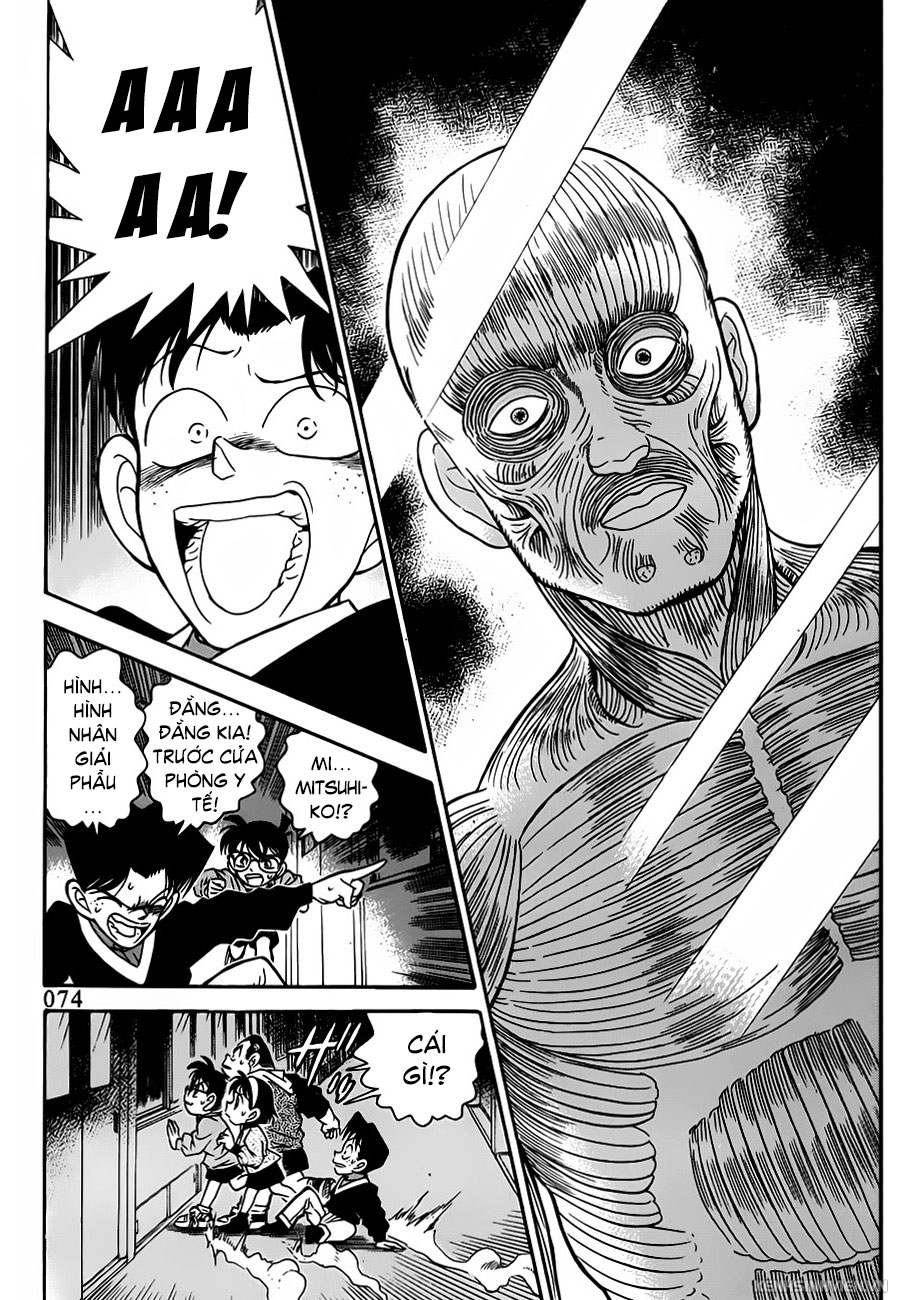 AAA
AA!
MI...
MITSUHI-
KO!?
ĐẰNG...
ĐẰNG KIA!
TRƯỚC CỬA
PHÒNG Y
TẾ!
HÌNH...
HÌNH
NHÂN
GIẢI
PHẪU
...
074
CÁI
GÌ!?